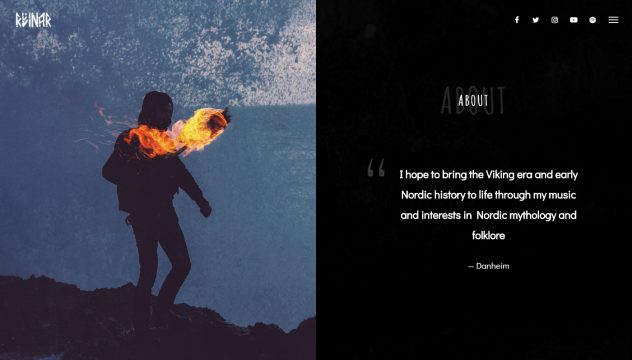 REINAR
ABOUT
ABOUT
“
I hope to bring the Viking era and early
Nordic history to life through my music
and interests in Nordic mythology and
folklore
— Danheim